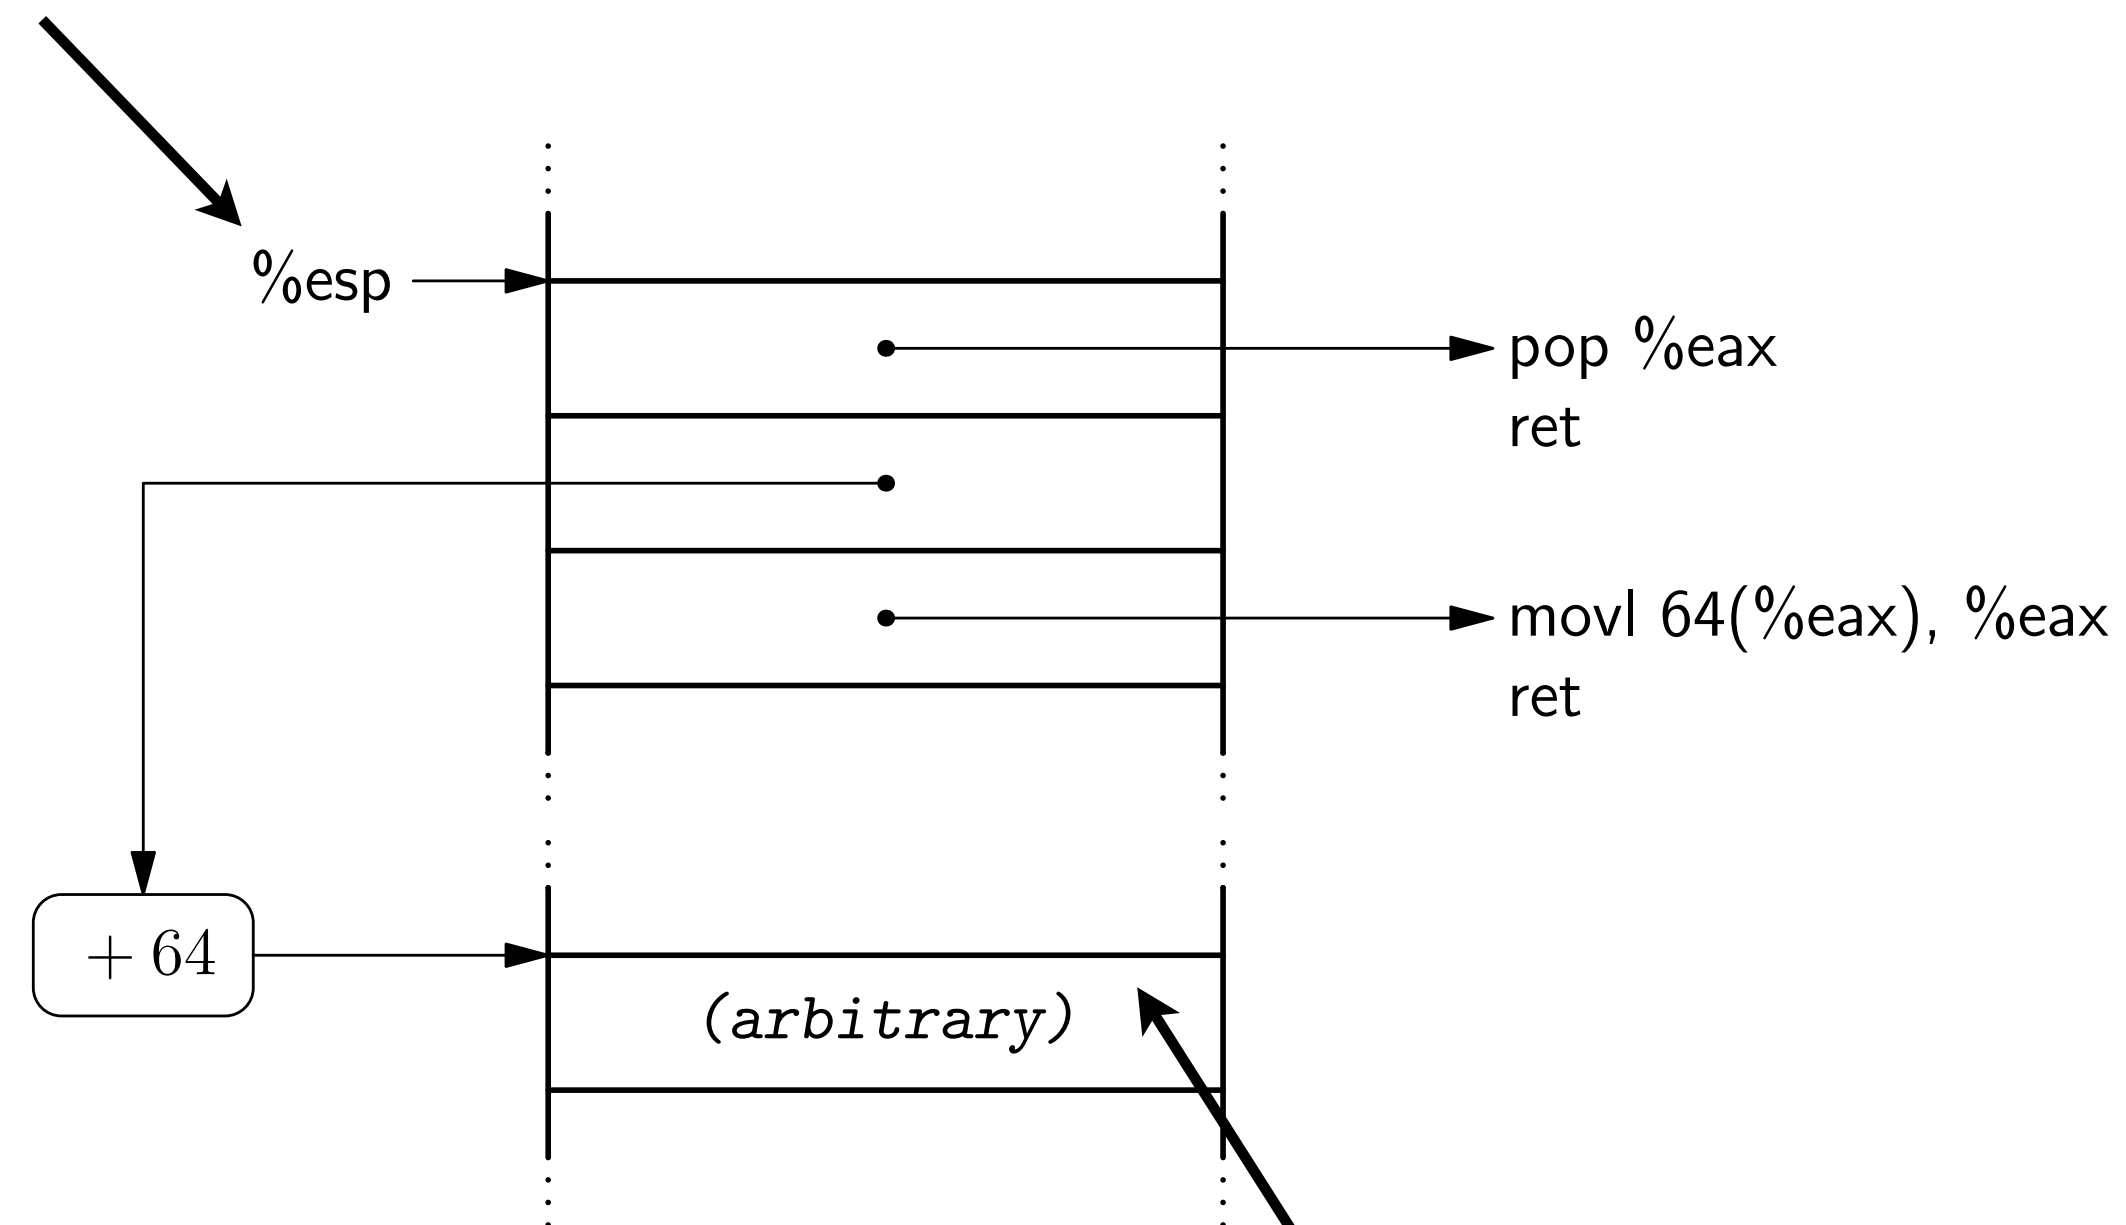 %esp
pop %eax
ret
movl 64(%eax), %eax
ret
+ 64
(arbitrary)